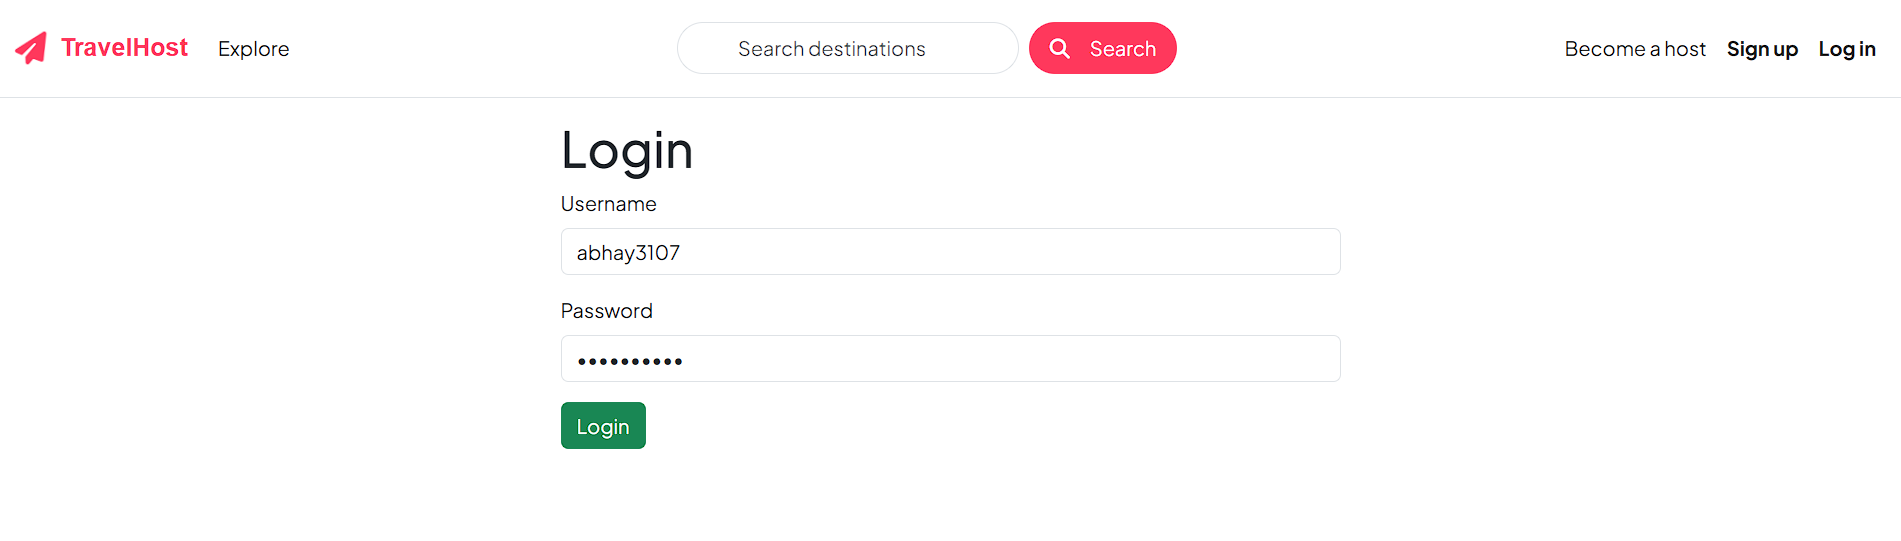 TravelHost Explore Search destinations Search Become a host Sign up Log in
Login
Username
abhay3107
Password
••••••••••
Login